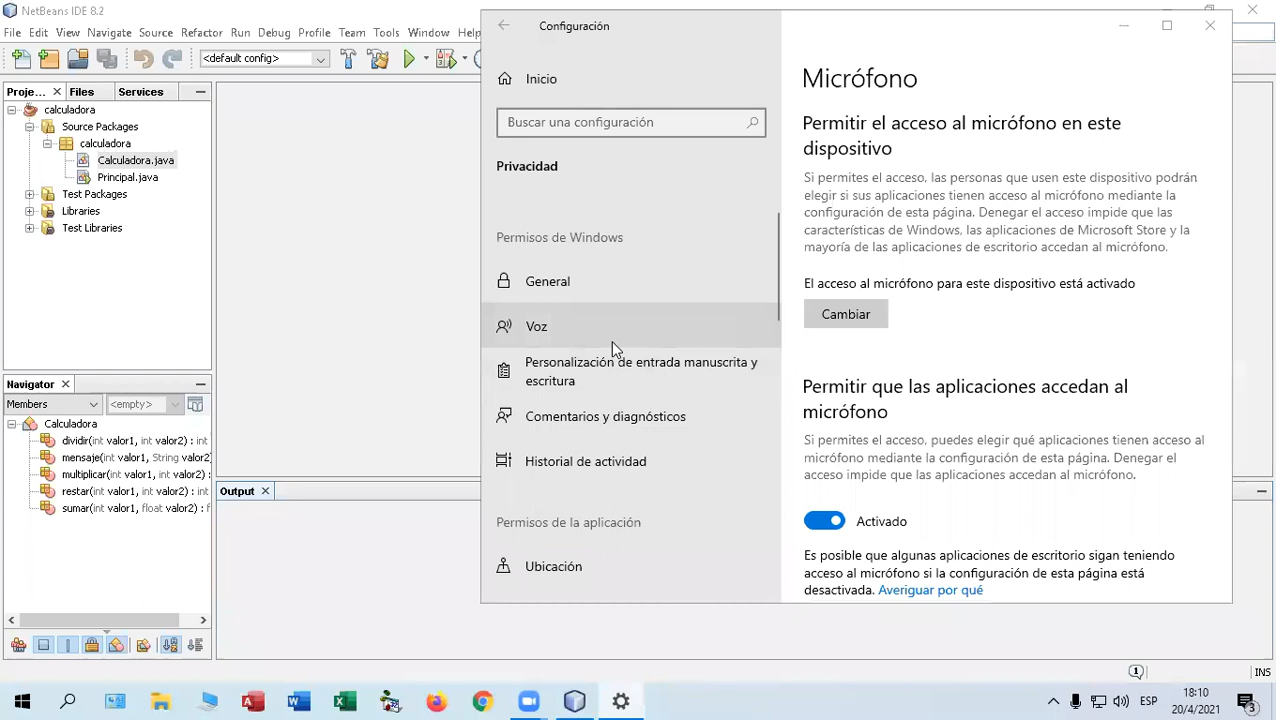 NetBeans IDE 8.2
File Edit View Navigate Source Refactor Run Debug Profile Team Tools Window
<default config>
Proje... Files Services
calculadora
Source Packages
calculadora
Calculadora.java
Principal.java
Test Packages
Libraries
Test Libraries
Navigator
Members
<empty>
Calculadora
dividir(int valor1, int valor2) : int
mensaje(int valor1, String valor2)
multiplicar(int valor1, int valor2)
restar(int valor1, int valor2) : int
sumar(int valor1, float valor2) : f
Output
Configuración
Inicio
Buscar una configuración
Privacidad
Permisos de Windows
General
Voz
Personalización de entrada manuscrita y
escritura
Comentarios y diagnósticos
Historial de actividad
Permisos de la aplicación
Ubicación
Micrófono
Permitir el acceso al micrófono en este
dispositivo
Si permites el acceso, las personas que usen este dispositivo podrán
elegir si sus aplicaciones tienen acceso al micrófono mediante la
configuración de esta página. Denegar el acceso impide que las
características de Windows, las aplicaciones de Microsoft Store y la
mayoría de las aplicaciones de escritorio accedan al micrófono.
El acceso al micrófono para este dispositivo está activado
Cambiar
Permitir que las aplicaciones accedan al
micrófono
Si permites el acceso, puedes elegir qué aplicaciones tienen acceso al
micrófono mediante la configuración de esta página. Denegar el
acceso impide que las aplicaciones accedan al micrófono.
Activado
Es posible que algunas aplicaciones de escritorio sigan teniendo
acceso al micrófono si la configuración de esta página está
desactivada. Averiguar por qué
1
INS
ESP
18:10
20/4/2021
3